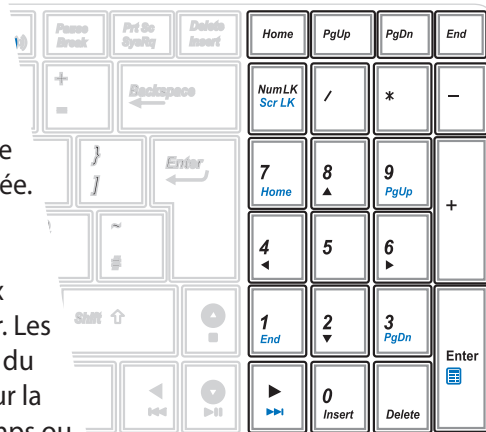 Pause Prt Sc Delete Home PgUp PgDn End
Break SysRq Insert
+ Backspace NumLK / * –
= Scr LK
e
} Enter 7 8 9 +
ée.
] Home PgUp
~ 4 5 6
#
x
r. Les Shift 1 2 3 Enter
du End PgDn
ur la
0
Insert Delete
ps ou